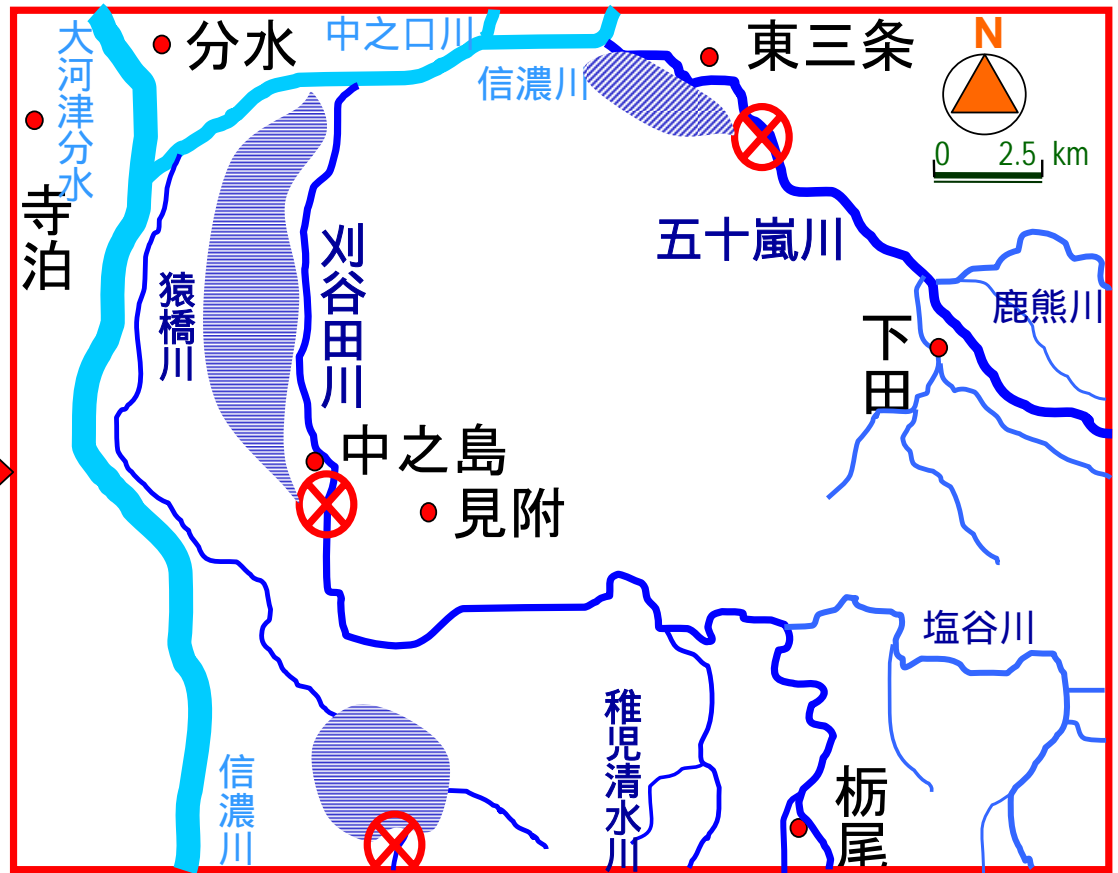 大河津分水
分水
中之口川
信濃川
東三条
N
0 2.5 km
寺泊
猿橋川
刈谷田川
五十嵐川
鹿熊川
下田
中之島
見附
塩谷川
稚児清水川
栃尾
信濃川